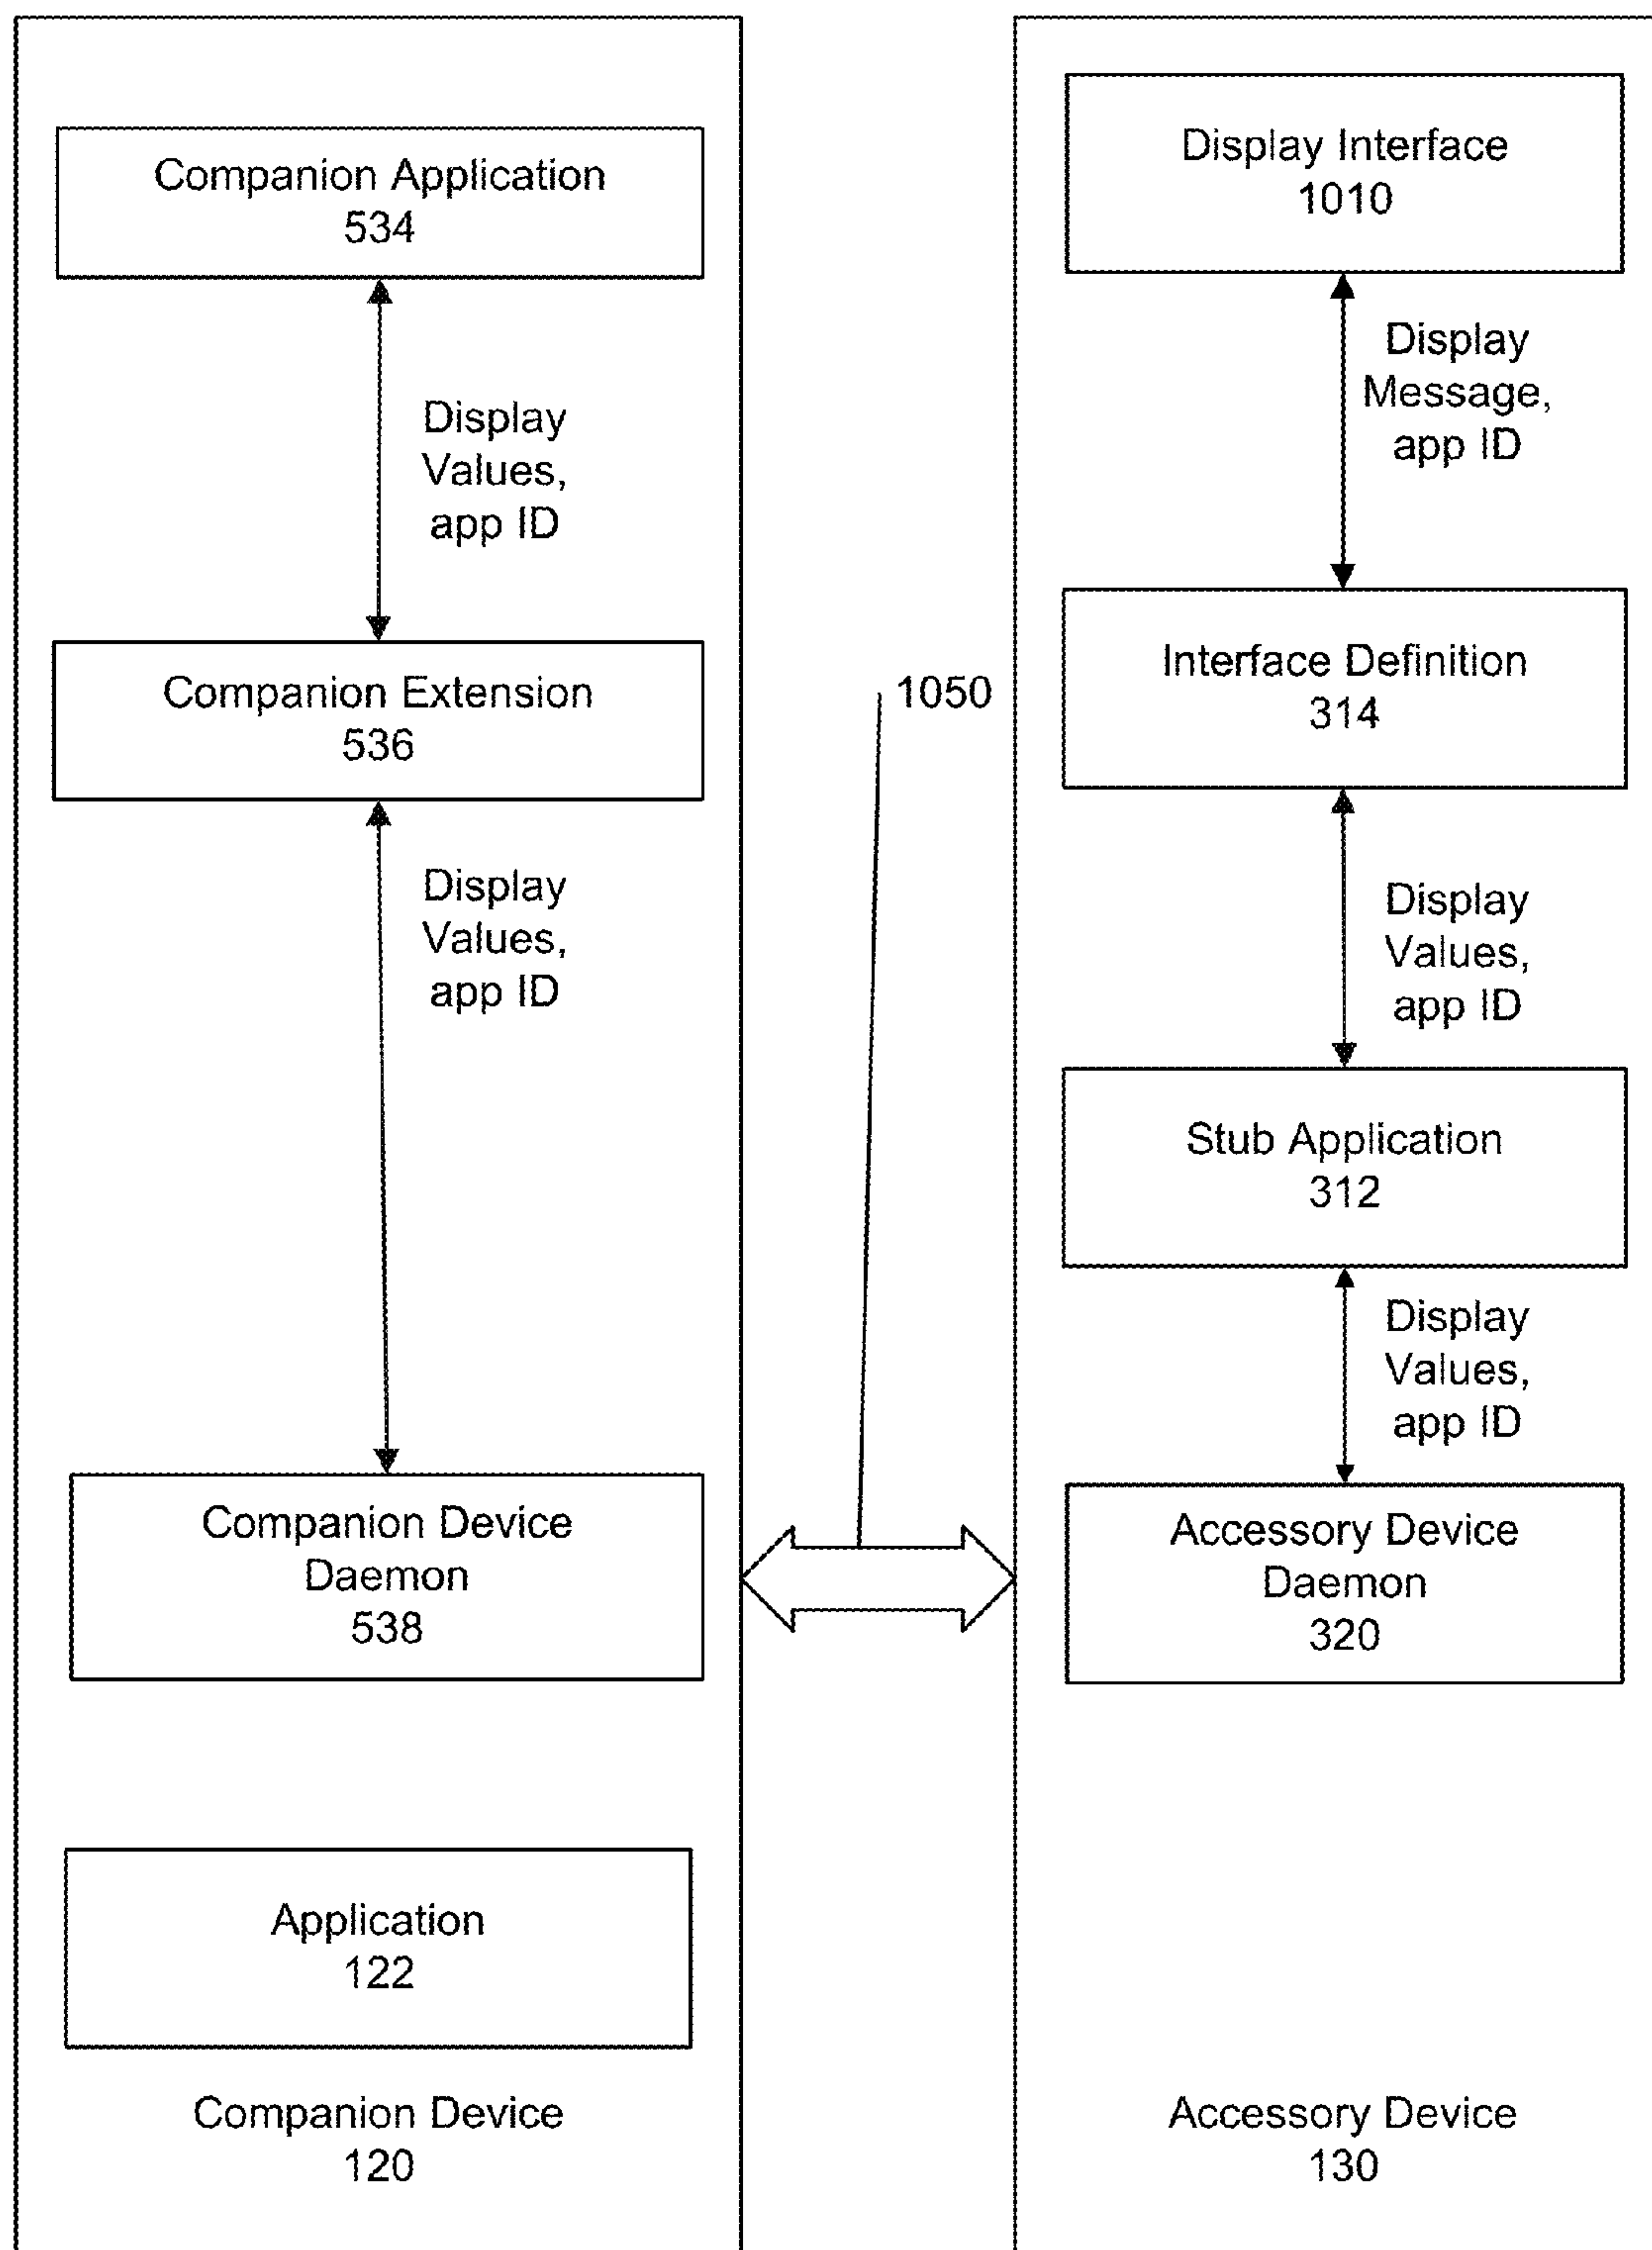 Companion Application
534
Display
Values,
app ID
Companion Extension
536
Display
Values,
app ID
Companion Device
Daemon
538
Application
122
Companion Device
120
1050
Display Interface
1010
Display
Message,
app ID
Interface Definition
314
Display
Values,
app ID
Stub Application
312
Display
Values,
app ID
Accessory Device
Daemon
320
Accessory Device
130